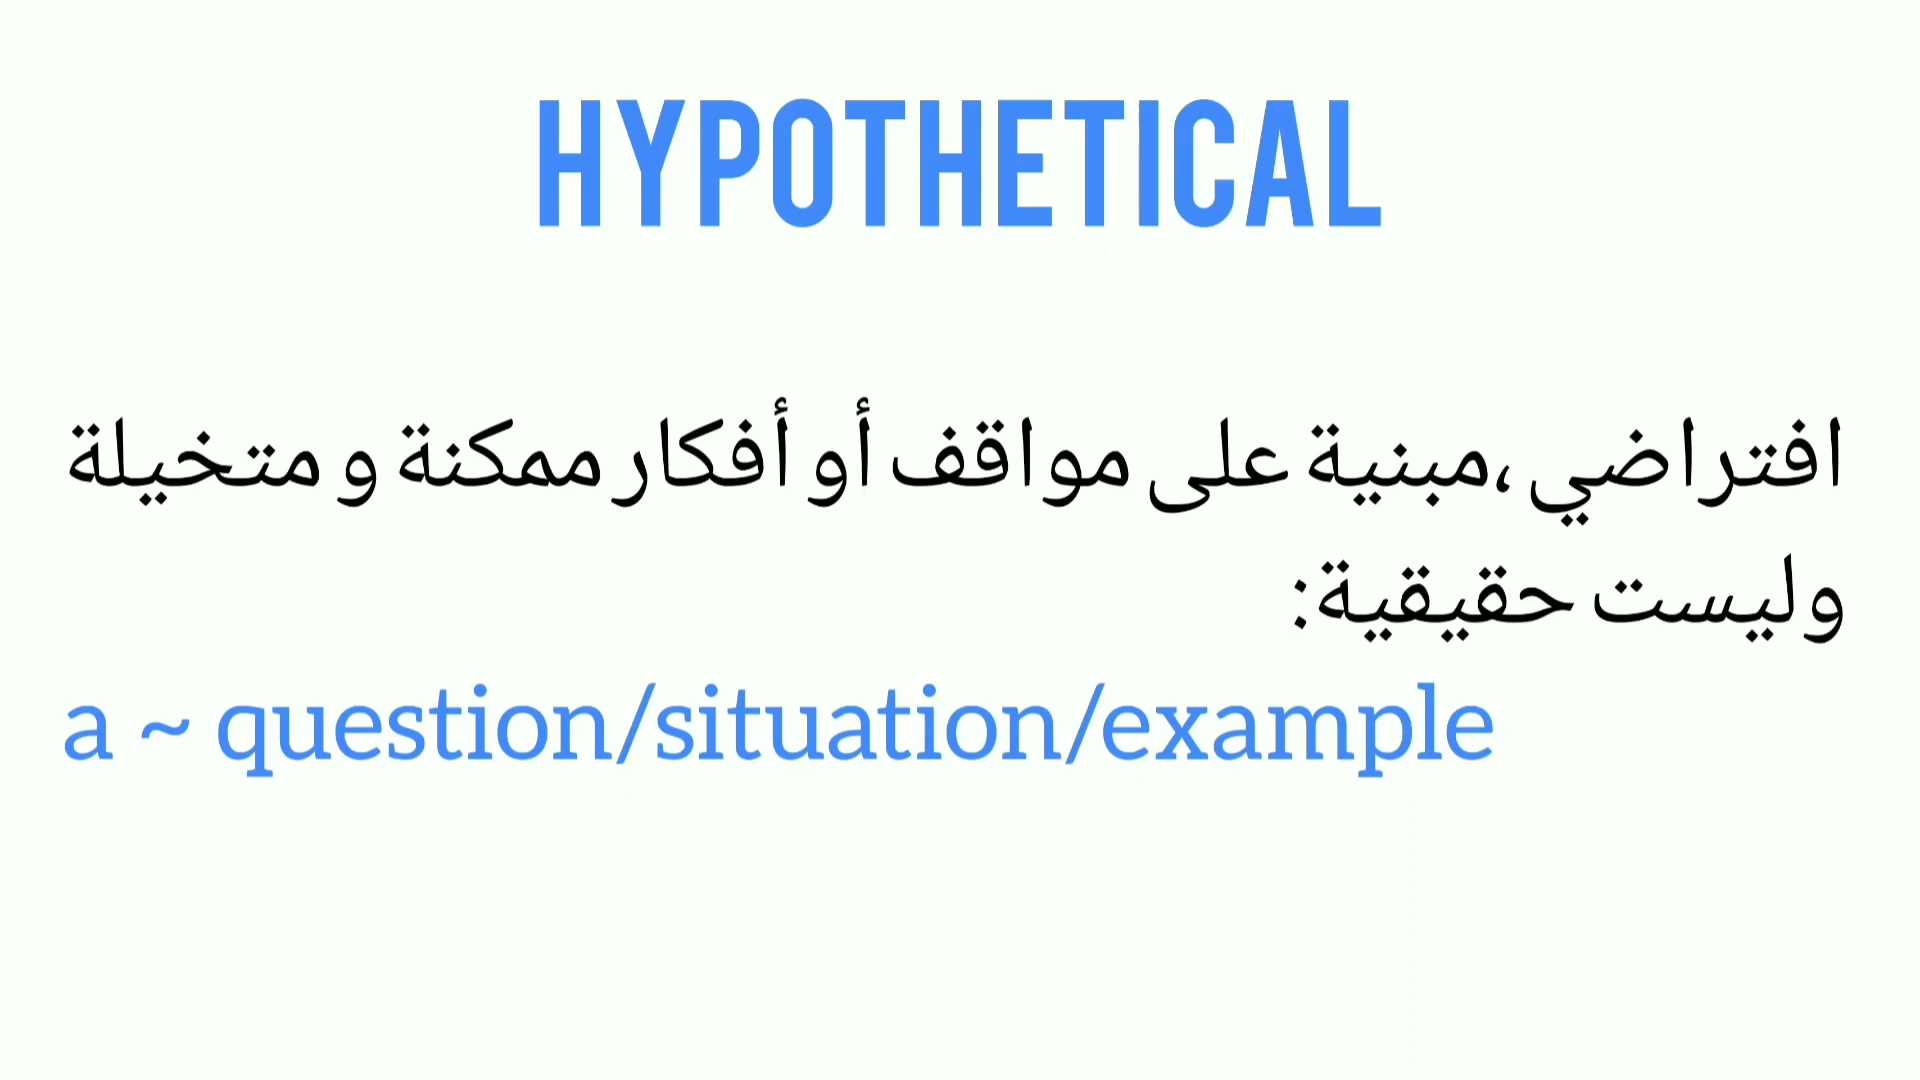 HYPOTHETICAL
افتراضي ،مبنية على مواقف أو أفكار ممكنة و متخيلة
وليست حقيقية:
a ~ question/situation/example